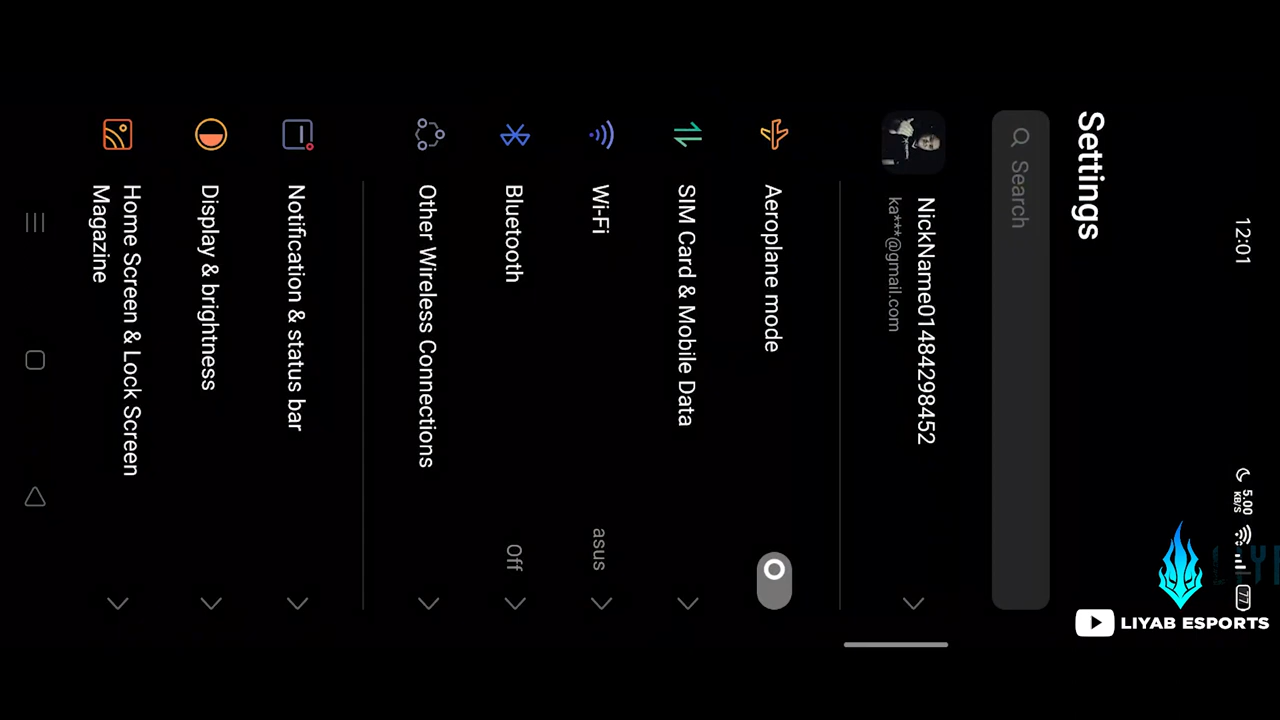 12:01
5.00
KB/S
77
Settings
Search
NickName01484298452
ka***@gmail.com
Aeroplane mode
SIM Card & Mobile Data
Wi-Fi
asus
Bluetooth
Off
Other Wireless Connections
Notification & status bar
Display & brightness
Home Screen & Lock Screen
Magazine
LIYAB ESPORTS